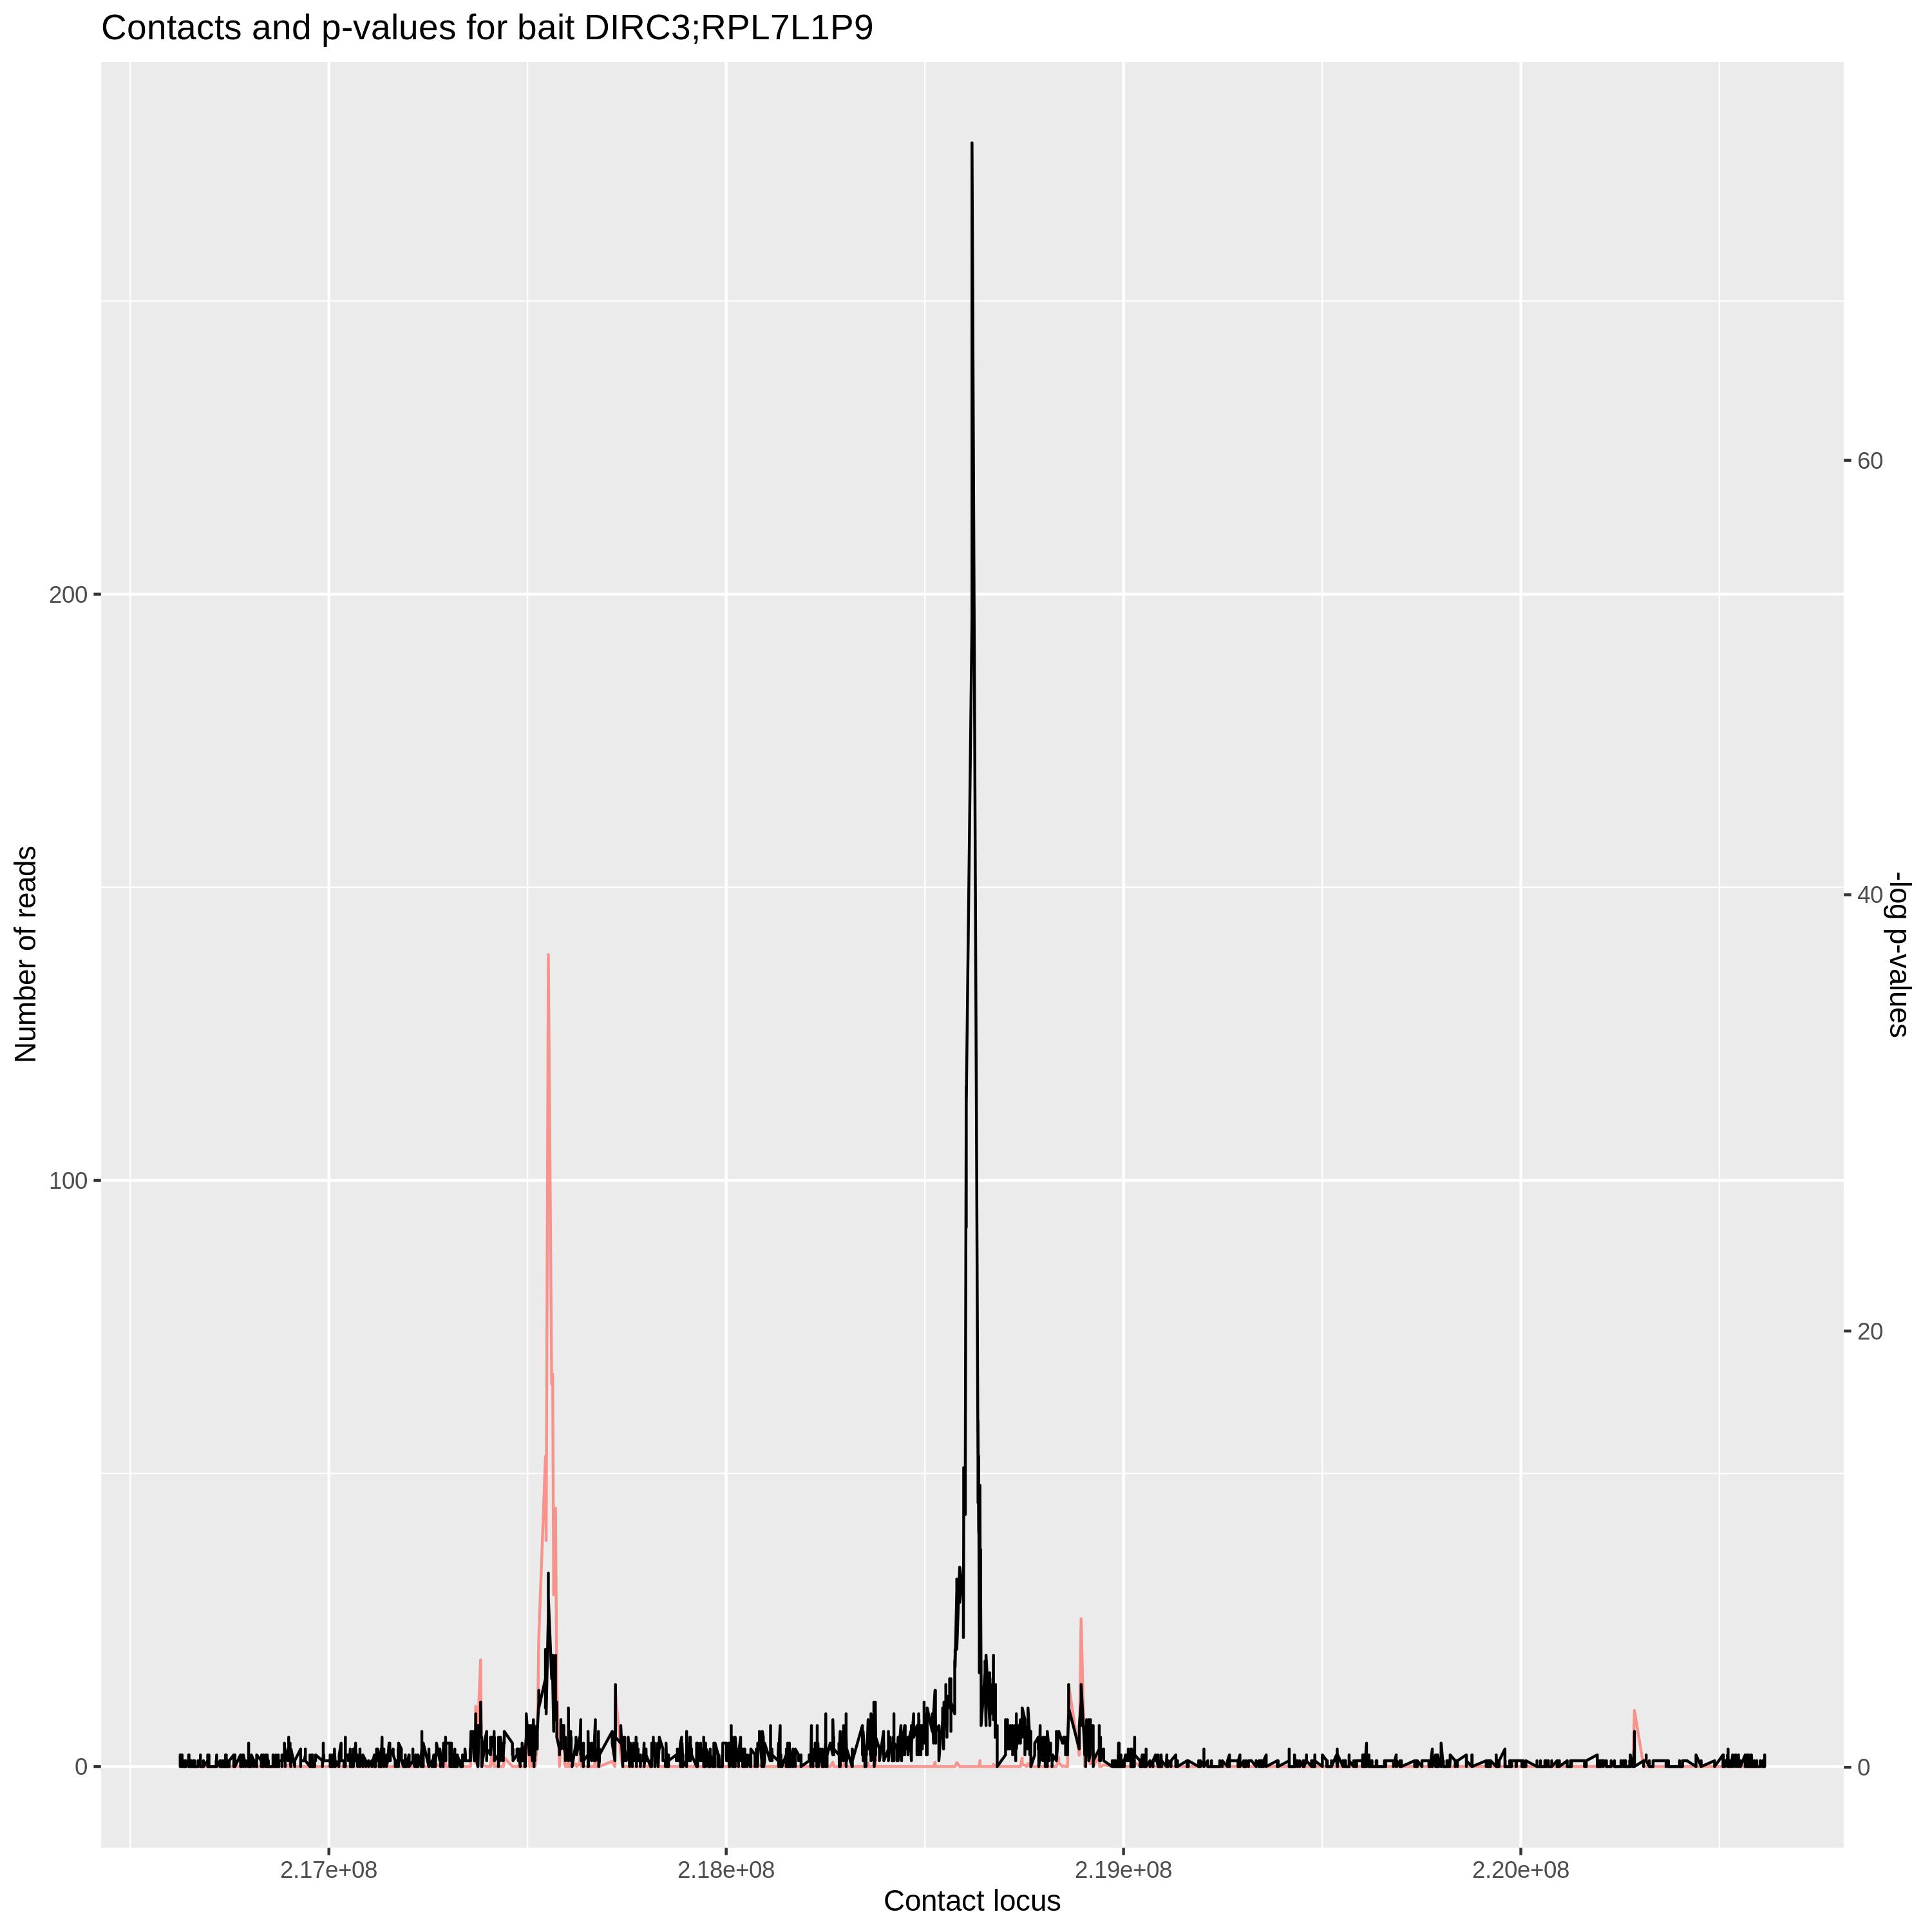 Contacts and p-values for bait DIRC3;RPL7L1P9
Number of reads
200
100
0
60
40
20
0
-log p-values
2.17e+08
2.18e+08
2.19e+08
2.20e+08
Contact locus